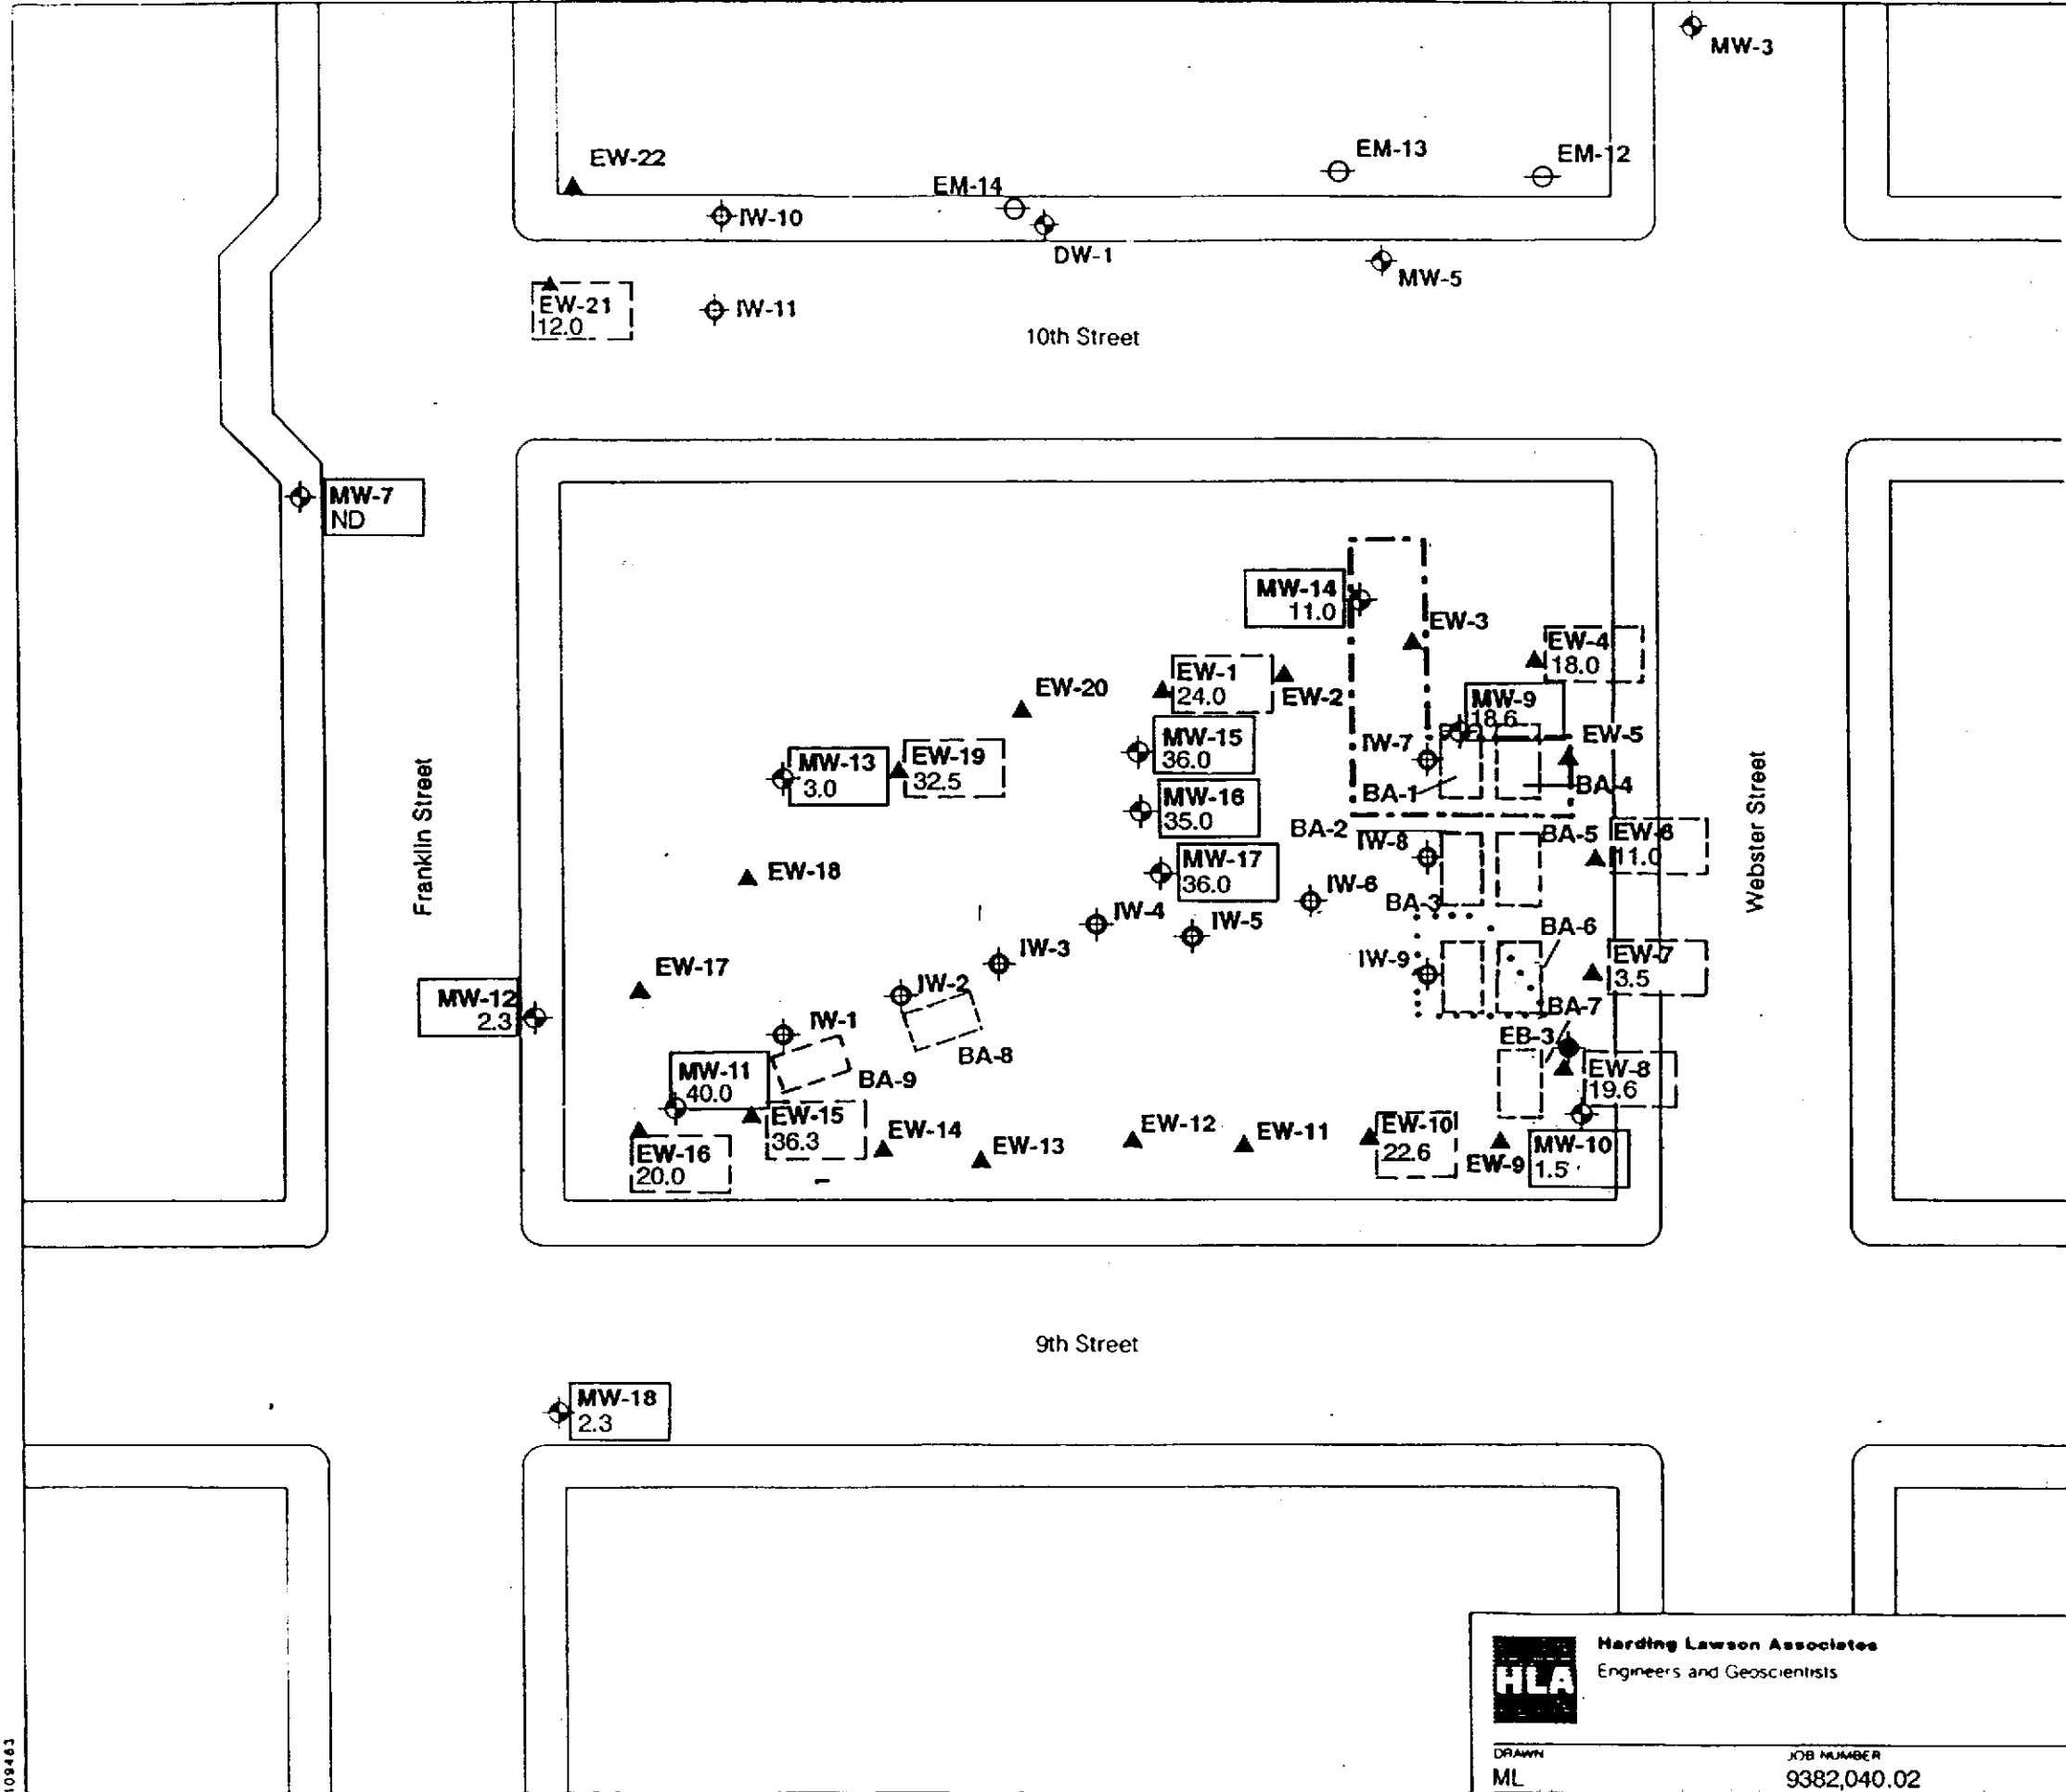 MW-3
EW-22
EM-13
EM-12
EM-14
IW-10
DW-1
MW-5
EW-21
12.0
IW-11
10th Street
MW-7
ND
MW-14
11.0
EW-3
EW-4
18.0
EW-1
24.0
EW-2
EW-20
MW-9
18.6
MW-15
36.0
IW-7
EW-5
MW-13
3.0
EW-19
32.5
BA-1
BA-4
MW-16
35.0
BA-2
IW-8
BA-5
EW-6
11.0
Franklin Street
Webster Street
MW-17
36.0
EW-18
IW-6
BA-3
IW-4
IW-5
BA-6
IW-3
IW-9
EW-7
3.5
EW-17
MW-12
2.3
IW-2
IW-1
BA-7
EB-3
BA-8
BA-9
MW-11
40.0
EW-8
19.6
EW-15
36.3
EW-14
EW-13
EW-12
EW-11
EW-10
22.6
EW-9
MW-10
1.5
EW-16
20.0
9th Street
MW-18
2.3
HLA
Harding Lawson Associates
Engineers and Geoscientists
DRAWN
ML
JOB NUMBER
9382,040.02
109463